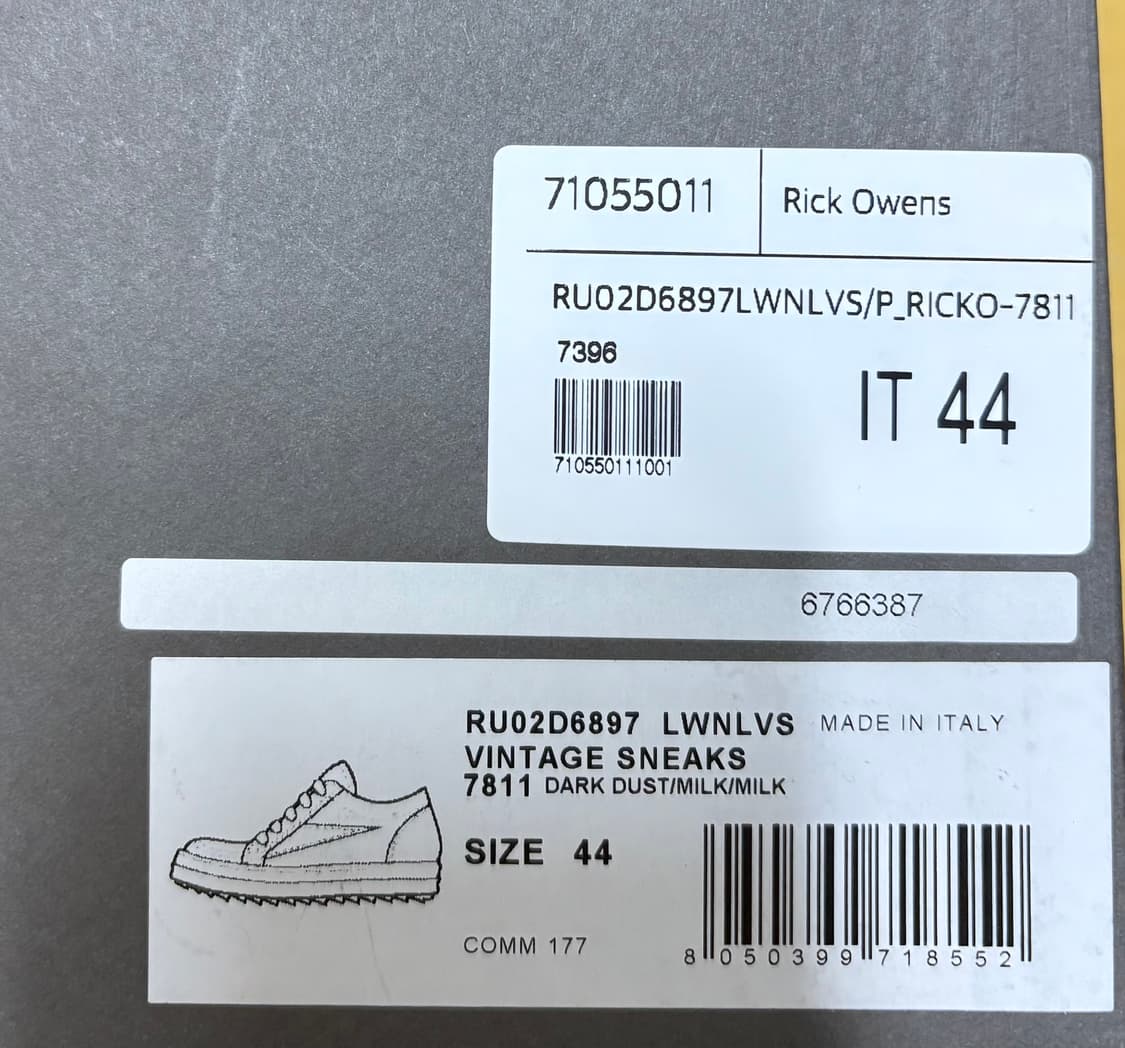 71055011
Rick Owens
RU02D6897LWNLVS/P_RICKO-7811
7396
IT 44
710550111001
6766387
RU02D6897 LWNLVS MADE IN ITALY
VINTAGE SNEAKS
7811 DARK DUST/MILK/MILK
SIZE 44
COMM 177
8 050399 718552